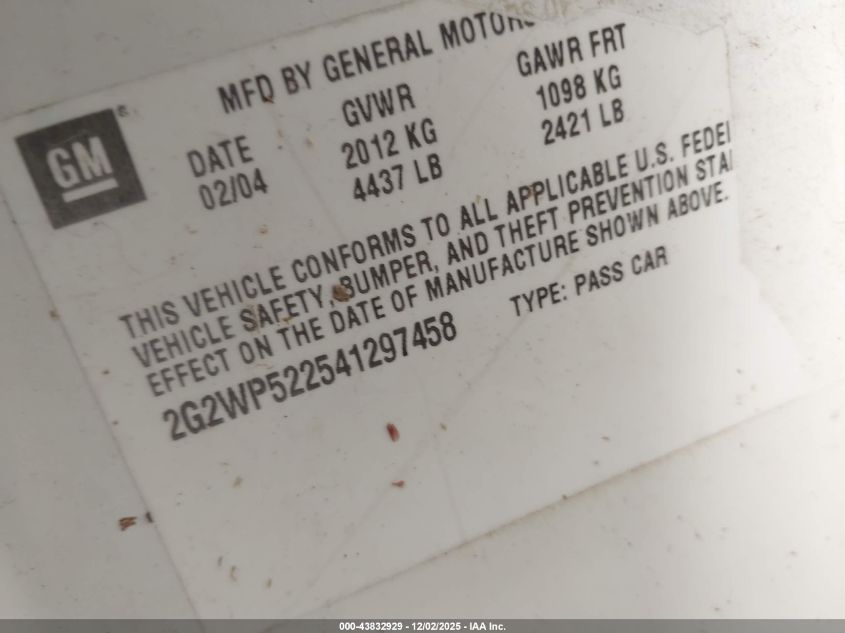 MFD BY GENERAL MOTORS
GM®
DATE GVWR GAWR FRT
02/04 2012 KG 1098 KG
4437 LB 2421 LB
THIS VEHICLE CONFORMS TO ALL APPLICABLE U.S. FEDE
VEHICLE SAFETY, BUMPER, AND THEFT PREVENTION STA
EFFECT ON THE DATE OF MANUFACTURE SHOWN ABOVE.
2G2WP522541297458 TYPE: PASS CAR
000-43832929 - 12/02/2025 - IAA Inc.